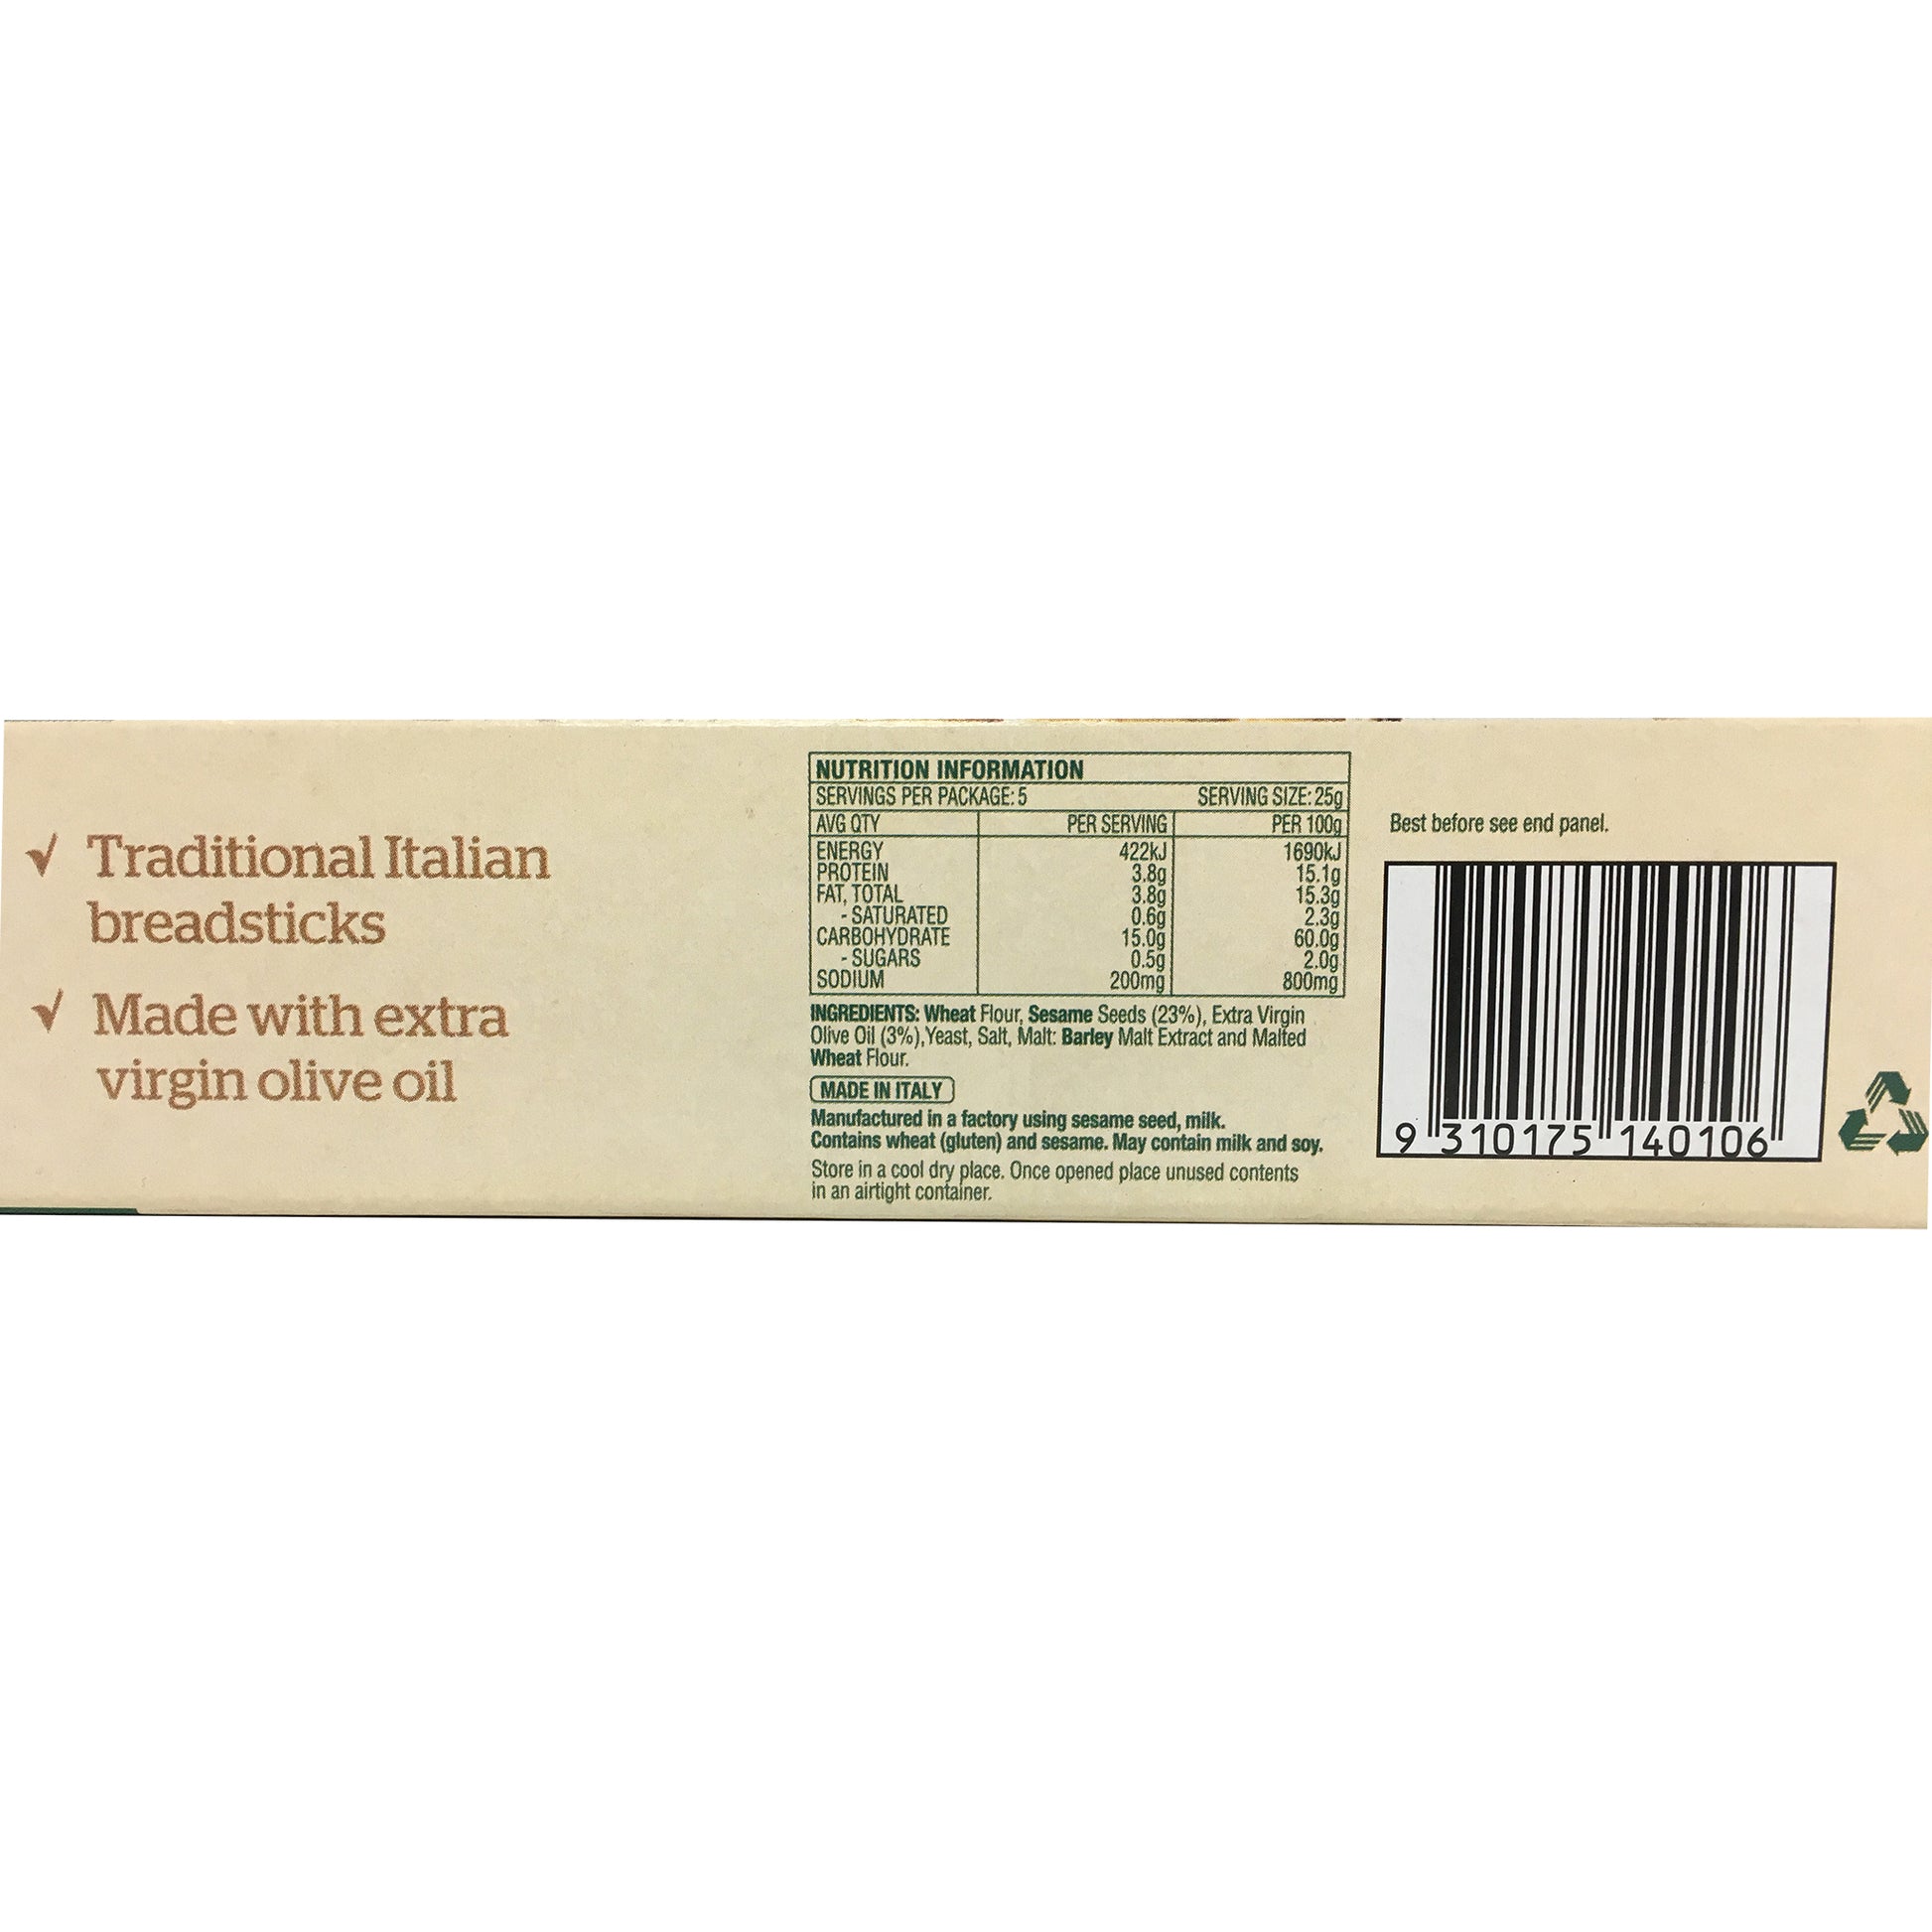 √ Traditional Italian
breadsticks
√ Made with extra
virgin olive oil
NUTRITION INFORMATION
SERVINGS PER PACKAGE: 5 SERVING SIZE: 25g
AVG QTY PER SERVING PER 100g
ENERGY 422kJ 1690kJ
PROTEIN 3.8g 15.1g
FAT, TOTAL 3.8g 15.3g
- SATURATED 0.6g 2.3g
CARBOHYDRATE 15.0g 60.0g
- SUGARS 0.5g 2.0g
SODIUM 200mg 800mg
INGREDIENTS: Wheat Flour, Sesame Seeds (23%), Extra Virgin
Olive Oil (3%), Yeast, Salt, Malt: Barley Malt Extract and Malted
Wheat Flour.
MADE IN ITALY
Manufactured in a factory using sesame seed, milk.
Contains wheat (gluten) and sesame. May contain milk and soy.
Store in a cool dry place. Once opened place unused contents
in an airtight container.
Best before see end panel.
9 310175 140106